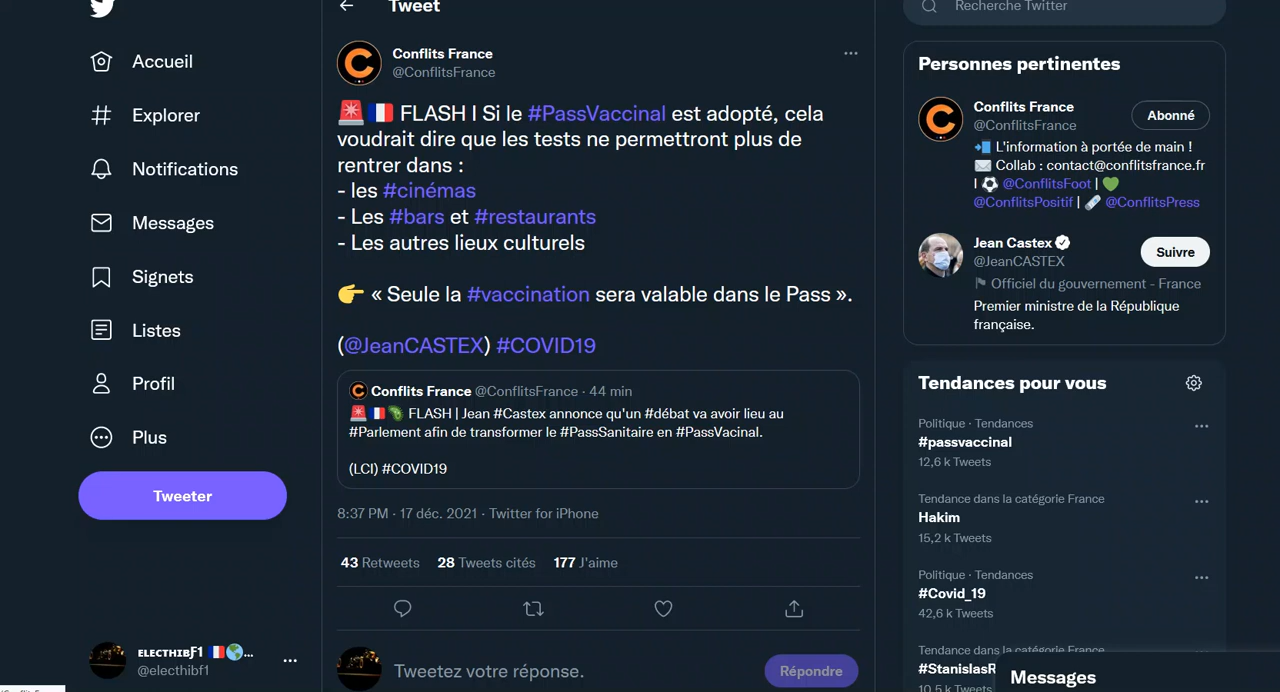 Tweet
Recherche Twitter
Accueil
Explorer
Notifications
Messages
Signets
Listes
Profil
Plus
Tweeter
ELECTHIBƑ1
@electhibf1
Conflits France
@ConflitsFrance
FLASH I Si le #PassVaccinal est adopté, cela
voudrait dire que les tests ne permettront plus de
rentrer dans :
- les #cinémas
- Les #bars et #restaurants
- Les autres lieux culturels
« Seule la #vaccination sera valable dans le Pass ».
(@JeanCASTEX) #COVID19
Conflits France @ConflitsFrance · 44 min
FLASH | Jean #Castex annonce qu'un #débat va avoir lieu au
#Parlement afin de transformer le #PassSanitaire en #PassVacinal.
(LCI) #COVID19
8:37 PM · 17 déc. 2021 · Twitter for iPhone
43 Retweets 28 Tweets cités 177 J'aime
Tweetez votre réponse.
Répondre
Personnes pertinentes
Conflits France
@ConflitsFrance
Abonné
L'information à portée de main !
Collab : contact@conflitsfrance.fr
I @ConflitsFoot |
@ConflitsPositif | @ConflitsPress
Jean Castex
@JeanCASTEX
Suivre
Officiel du gouvernement - France
Premier ministre de la République
française.
Tendances pour vous
Politique · Tendances
#passvaccinal
12,6 k Tweets
Tendance dans la catégorie France
Hakim
15,2 k Tweets
Politique · Tendances
#Covid_19
42,6 k Tweets
Tendance dans la catégorie France
#StanislasR
10,5 k Tweets
Messages